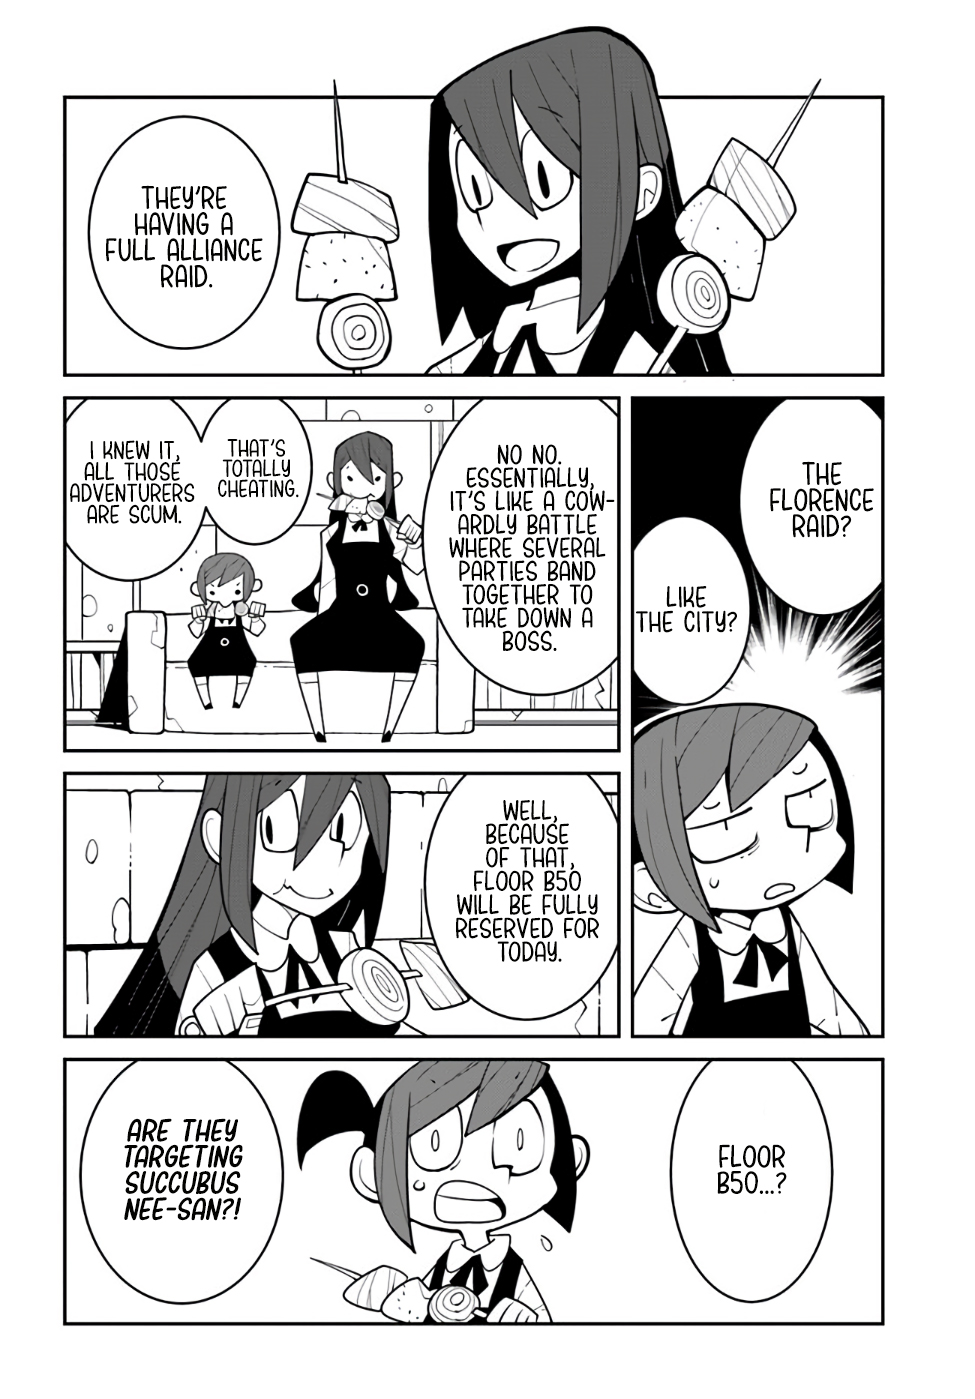 THEY'RE
HAVING A
FULL ALLIANCE
RAID.
THE
FLORENCE
RAID?
LIKE
THE CITY?
NO NO.
ESSENTIALLY,
IT'S LIKE A COW-
ARDLY BATTLE
WHERE SEVERAL
PARTIES BAND
TOGETHER TO
TAKE DOWN A
BOSS.
THAT'S
TOTALLY
CHEATING.
I KNEW IT,
ALL THOSE
ADVENTURERS
ARE SCUM.
WELL,
BECAUSE
OF THAT,
FLOOR B50
WILL BE FULLY
RESERVED FOR
TODAY.
FLOOR
B50...?
ARE THEY
TARGETING
SUCCUBUS
NEE-SAN?!